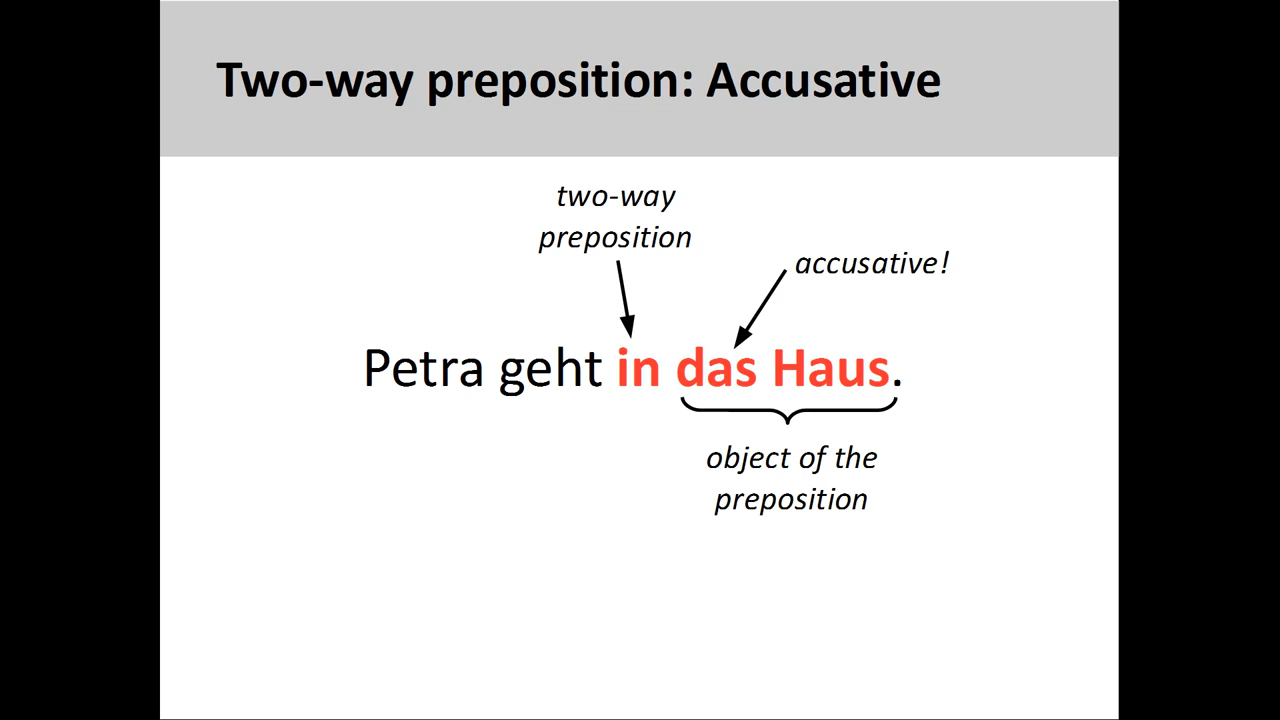 Two-way preposition: Accusative
two-way
preposition
accusative!
Petra geht in das Haus.
object of the
preposition